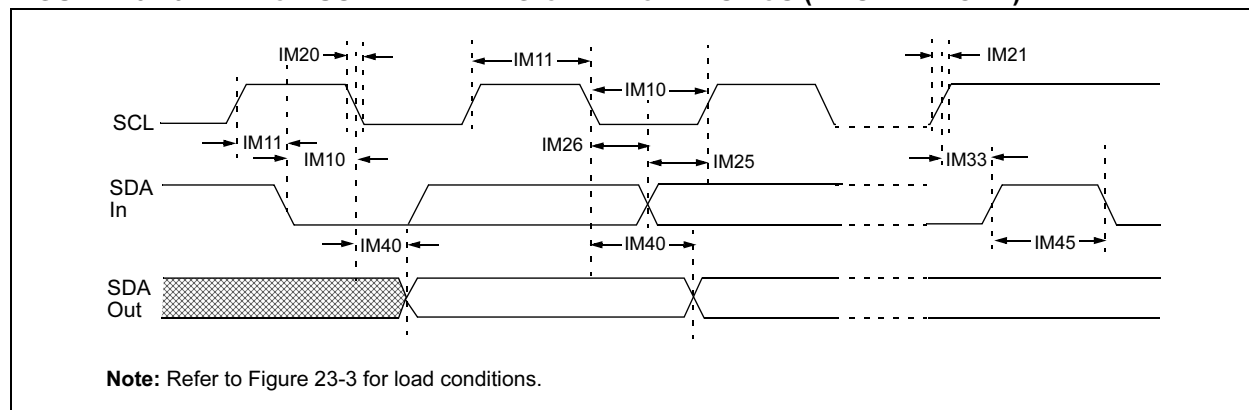 IM20
IM11
IM21
IM10
SCL
IM11
IM26
IM10
IM25
IM33
SDA
In
IM40
IM40
IM45
SDA
Out
Note: Refer to Figure 23-3 for load conditions.